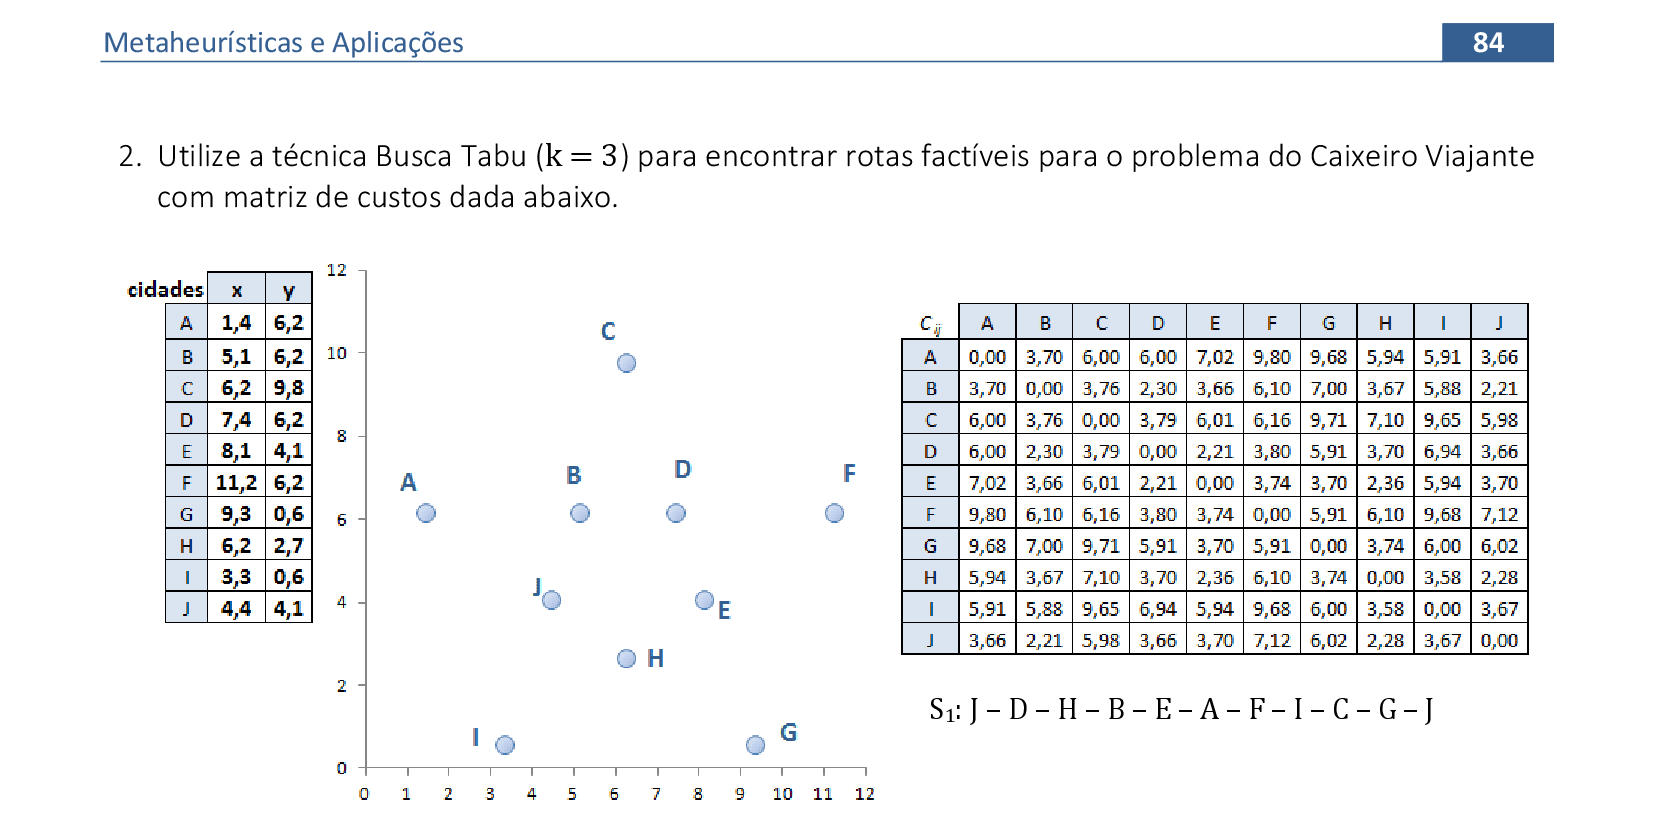 Metaheurísticas e Aplicações 84
2. Utilize a técnica Busca Tabu (k = 3) para encontrar rotas factíveis para o problema do Caixeiro Viajante
com matriz de custos dada abaixo.
cidades x y
A 1,4 6,2
B 5,1 6,2
C 6,2 9,8
D 7,4 6,2
E 8,1 4,1
F 11,2 6,2
G 9,3 0,6
H 6,2 2,7
I 3,3 0,6
J 4,4 4,1
12
10
8
6
4
2
0
0 1 2 3 4 5 6 7 8 9 10 11 12
C
A
B
D
F
J
E
H
I
G
C ij A B C D E F G H I J
A 0,00 3,70 6,00 6,00 7,02 9,80 9,68 5,94 5,91 3,66
B 3,70 0,00 3,76 2,30 3,66 6,10 7,00 3,67 5,88 2,21
C 6,00 3,76 0,00 3,79 6,01 6,16 9,71 7,10 9,65 5,98
D 6,00 2,30 3,79 0,00 2,21 3,80 5,91 3,70 6,94 3,66
E 7,02 3,66 6,01 2,21 0,00 3,74 3,70 2,36 5,94 3,70
F 9,80 6,10 6,16 3,80 3,74 0,00 5,91 6,10 9,68 7,12
G 9,68 7,00 9,71 5,91 3,70 5,91 0,00 3,74 6,00 6,02
H 5,94 3,67 7,10 3,70 2,36 6,10 3,74 0,00 3,58 2,28
I 5,91 5,88 9,65 6,94 5,94 9,68 6,00 3,58 0,00 3,67
J 3,66 2,21 5,98 3,66 3,70 7,12 6,02 2,28 3,67 0,00
S₁: J – D – H – B – E – A – F – I – C – G – J